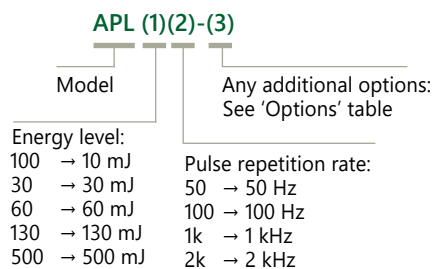 APL (1)(2)-(3)
Model
Any additional options:
See 'Options' table
Energy level:
100 → 10 mJ
30 → 30 mJ
60 → 60 mJ
130 → 130 mJ
500 → 500 mJ
Pulse repetition rate:
50 → 50 Hz
100 → 100 Hz
1k → 1 kHz
2k → 2 kHz